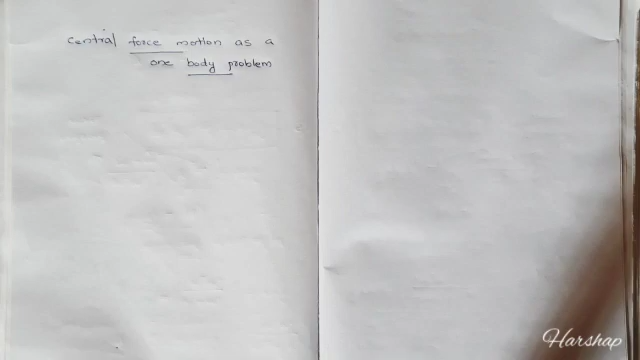 central force motion as a
one body problem
Harshap